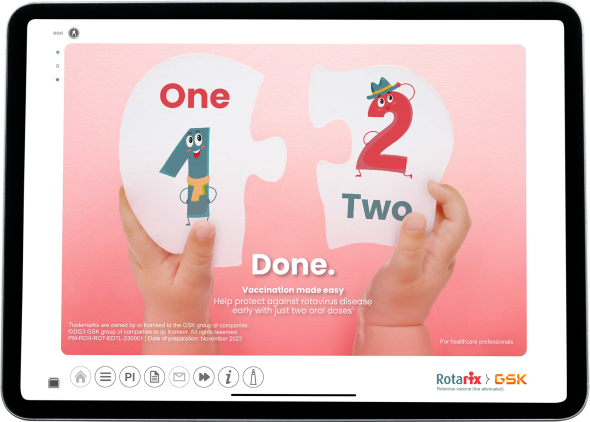 One
1
2
Two
Done.
Vaccination made easy
Help protect against rotavirus disease
early with just two oral doses¹
Trademarks are owned by or licensed to the GSK group of companies.
©2023 GSK group of companies or its licensor. All rights reserved.
PM-RCH-ROT-EDTL-230001 | Date of preparation: November 2023
For healthcare professionals
PI
i
Rotarix GSK
Rotavirus vaccine (live attenuated)